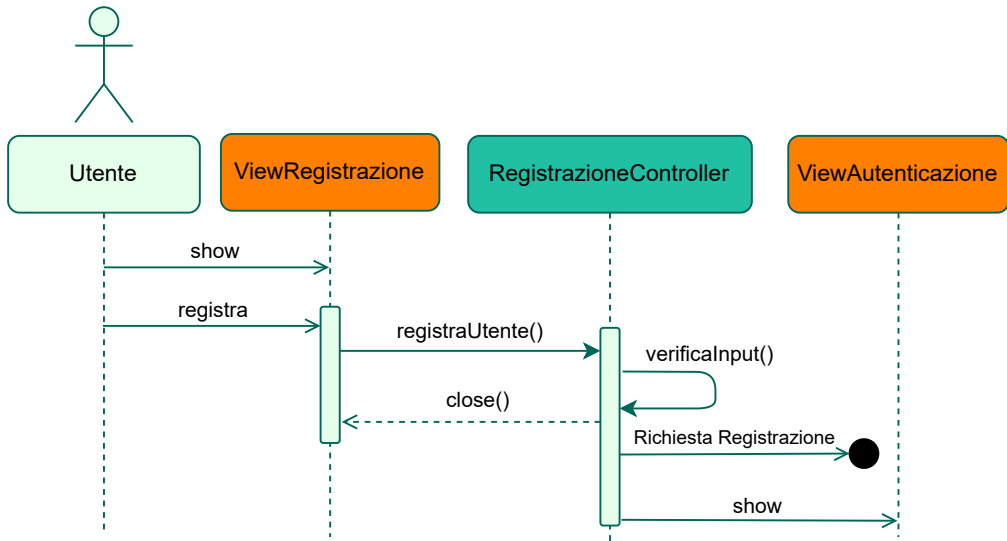 Utente
ViewRegistrazione
RegistrazioneController
ViewAutenticazione
show
registra
registraUtente()
verificaInput()
close()
Richiesta Registrazione
show